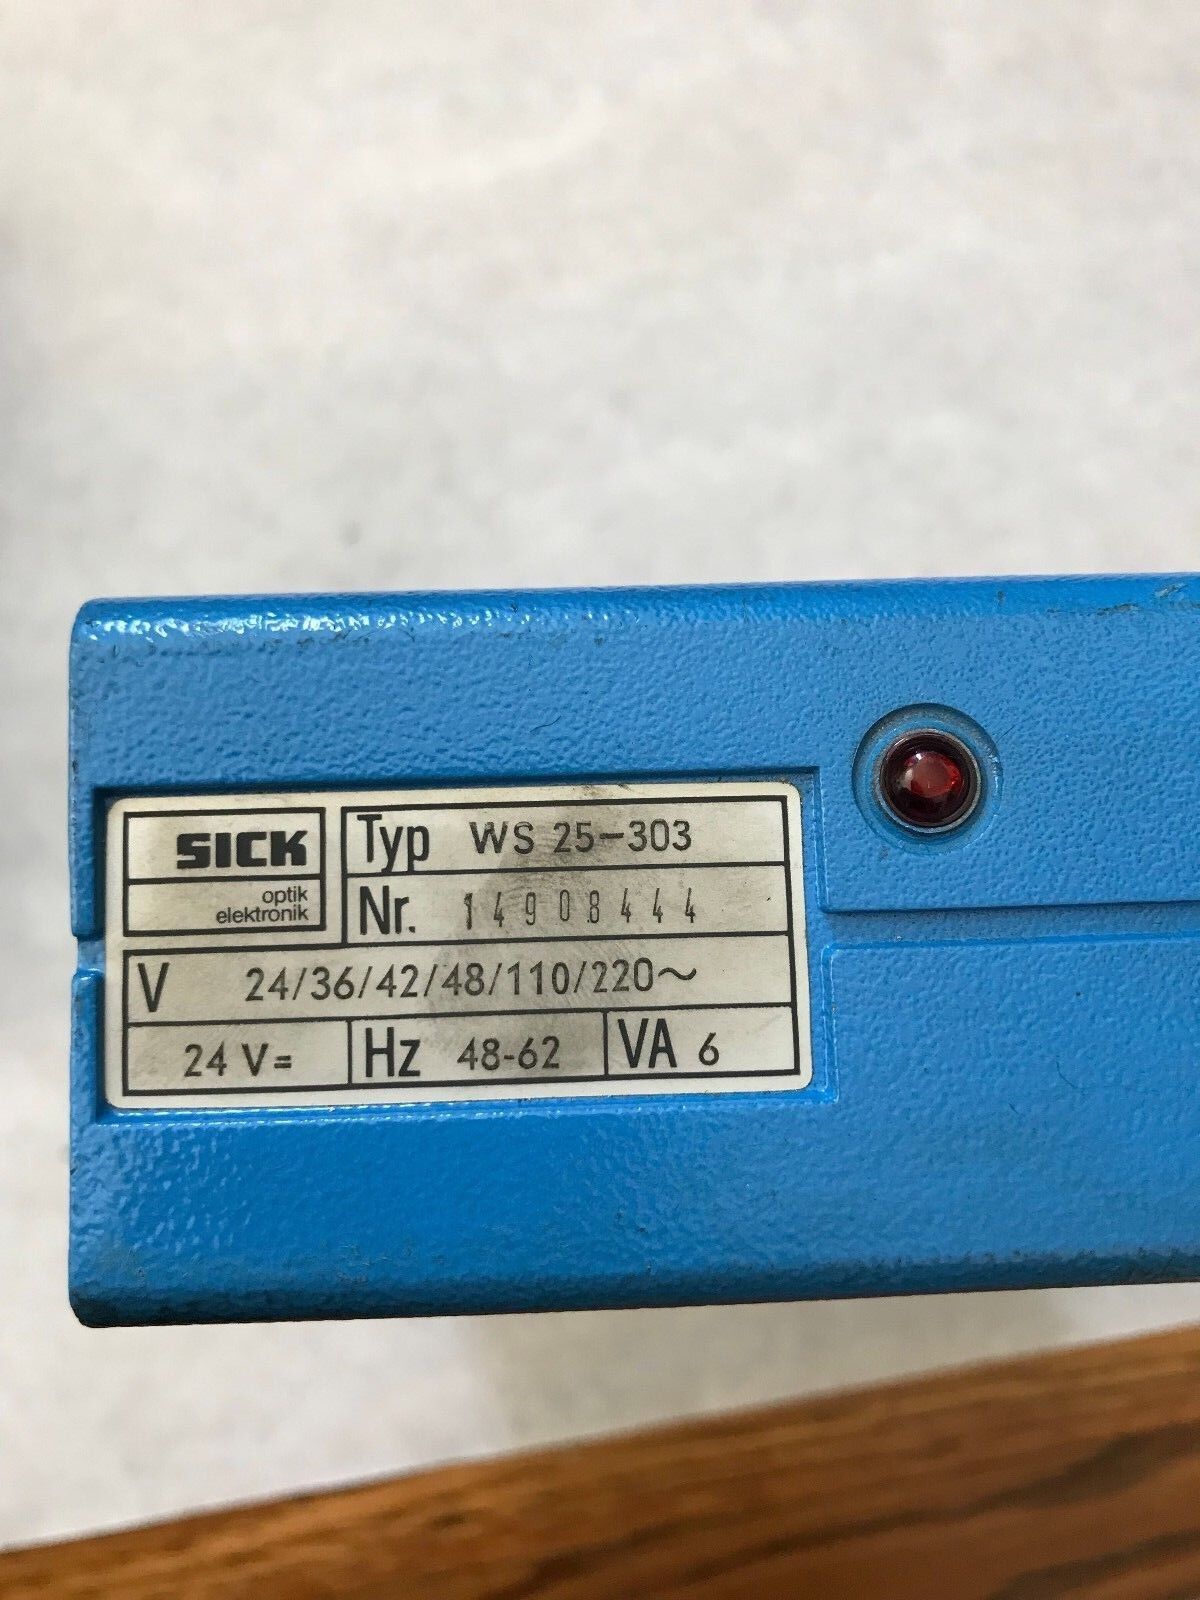 SICK
optik
elektronik
Typ WS 25-303
Nr. 14908444
V 24/36/42/48/110/220~
24 V= Hz 48-62 VA 6